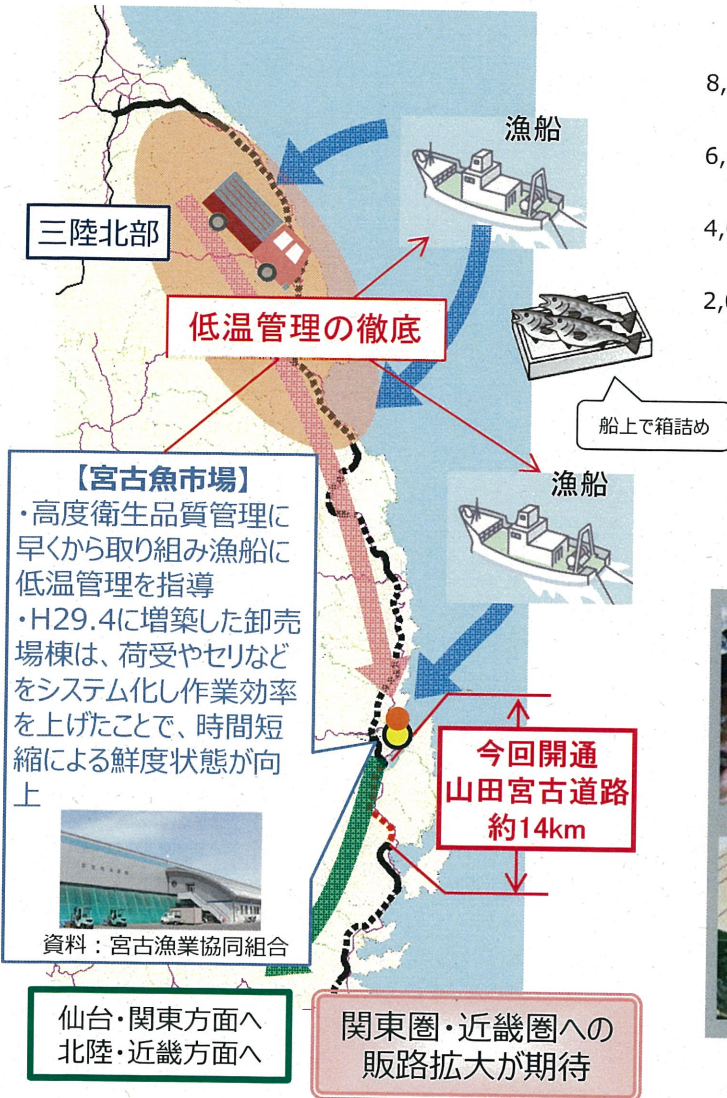 漁船
三陸北部
低温管理の徹底
船上で箱詰め
漁船
【宮古魚市場】
・高度衛生品質管理に
早くから取り組み漁船に
低温管理を指導
・H29.4に増築した卸売
場棟は、荷受やセリなど
をシステム化し作業効率
を上げたことで、時間短
縮による鮮度状態が向
上
資料：宮古漁業協同組合
今回開通
山田宮古道路
約14km
仙台・関東方面へ
北陸・近畿方面へ
関東圏・近畿圏への
販路拡大が期待
8,
6,
4,
2,